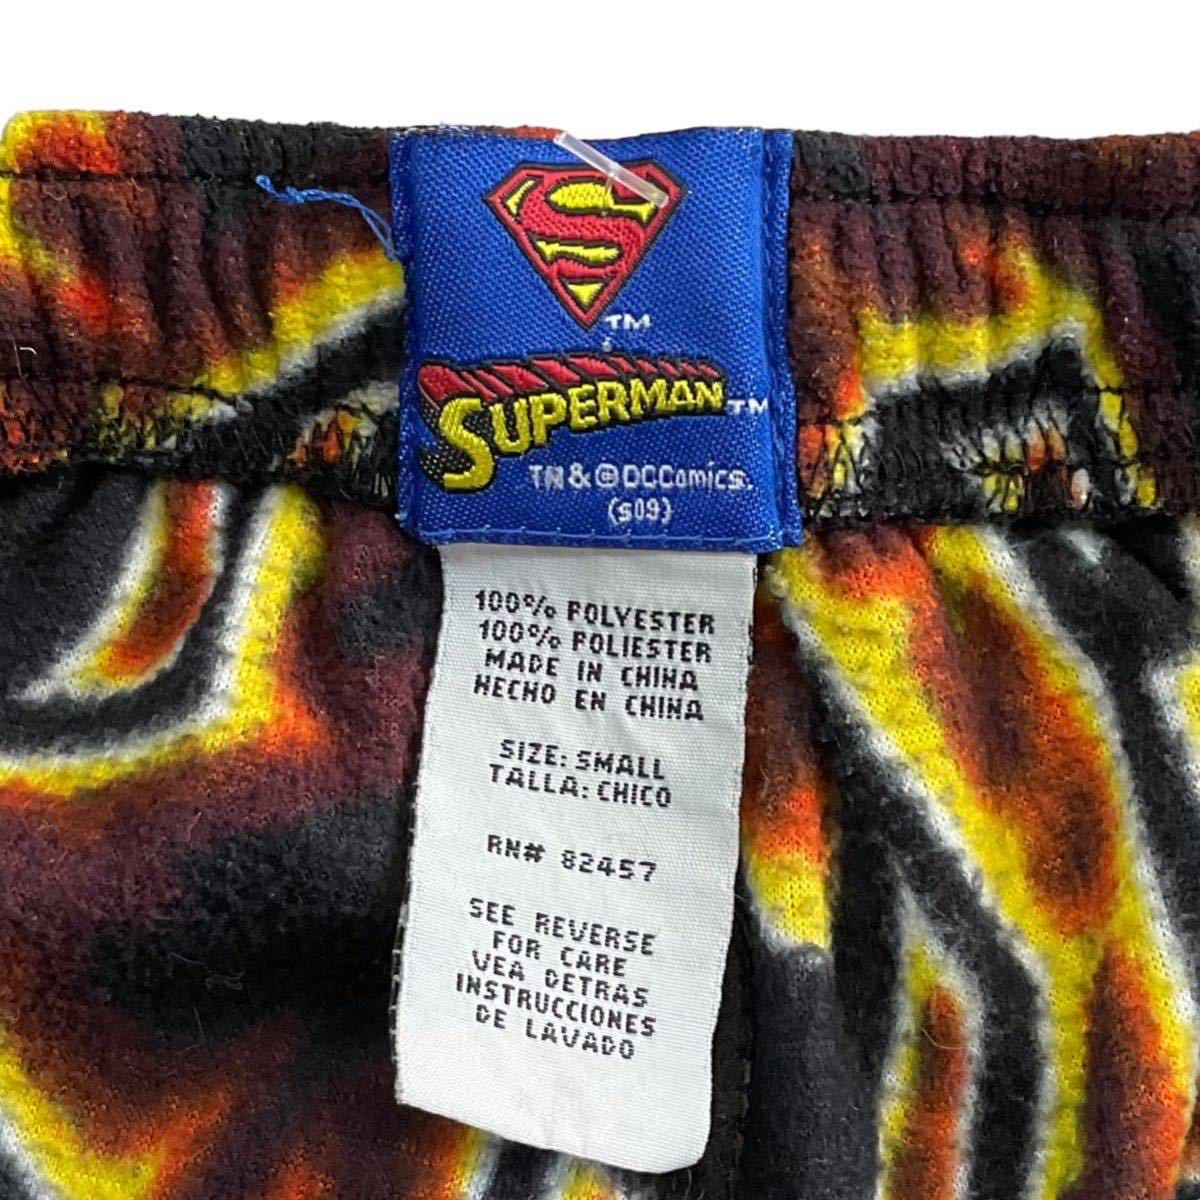 S
TM
SUPERMAN TM
TM & © DC Comics.
(s09)
100% POLYESTER
100% POLIESTER
MADE IN CHINA
HECHO EN CHINA
SIZE: SMALL
TALLA: CHICO
RN# 82457
SEE REVERSE
FOR CARE
VEA DETRAS
INSTRUCCIONES
DE LAVADO